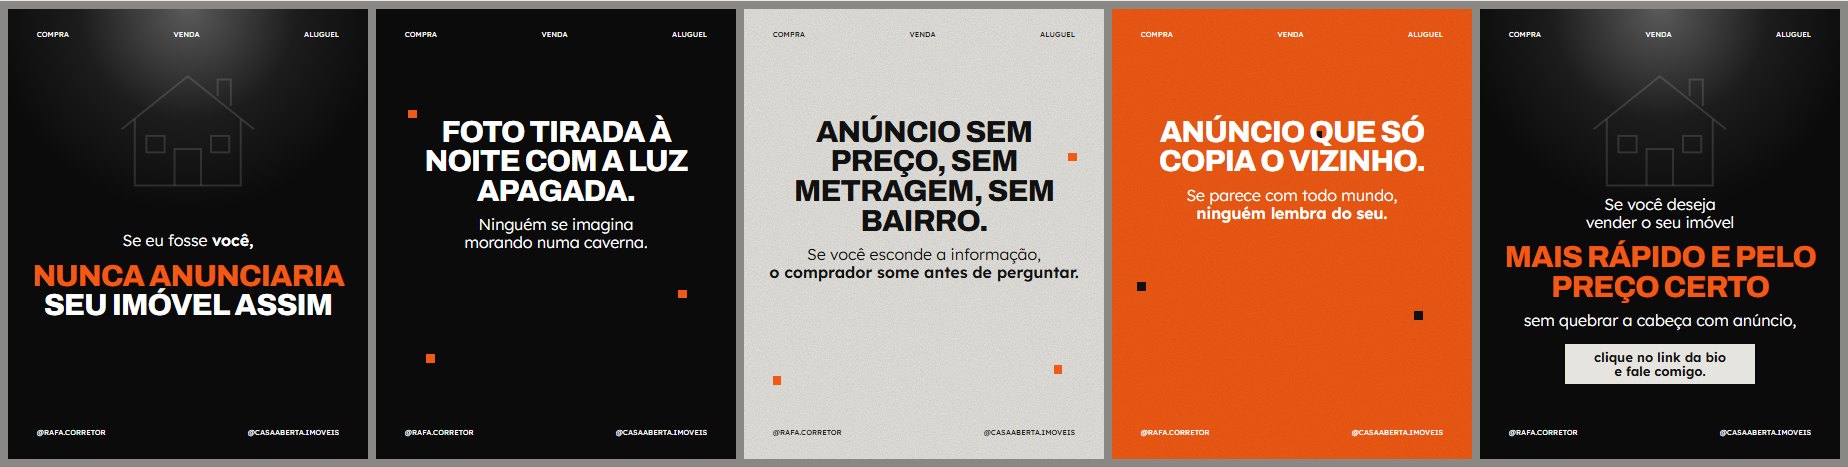 COMPRA VENDA ALUGUEL
Se eu fosse você,
NUNCA ANUNCIARIA
SEU IMÓVEL ASSIM
@RAFA.CORRETOR @CASAABERTA.IMOVEIS
COMPRA VENDA ALUGUEL
FOTO TIRADA À
NOITE COM A LUZ
APAGADA.
Ninguém se imagina
morando numa caverna.
@RAFA.CORRETOR @CASAABERTA.IMOVEIS
COMPRA VENDA ALUGUEL
ANÚNCIO SEM
PREÇO, SEM
METRAGEM, SEM
BAIRRO.
Se você esconde a informação,
o comprador some antes de perguntar.
@RAFA.CORRETOR @CASAABERTA.IMOVEIS
COMPRA VENDA ALUGUEL
ANÚNCIO QUE SÓ
COPIA O VIZINHO.
Se parece com todo mundo,
ninguém lembra do seu.
@RAFA.CORRETOR @CASAABERTA.IMOVEIS
COMPRA VENDA ALUGUEL
Se você deseja
vender o seu imóvel
MAIS RÁPIDO E PELO
PREÇO CERTO
sem quebrar a cabeça com anúncio,
clique no link da bio
e fale comigo.
@RAFA.CORRETOR @CASAABERTA.IMOVEIS